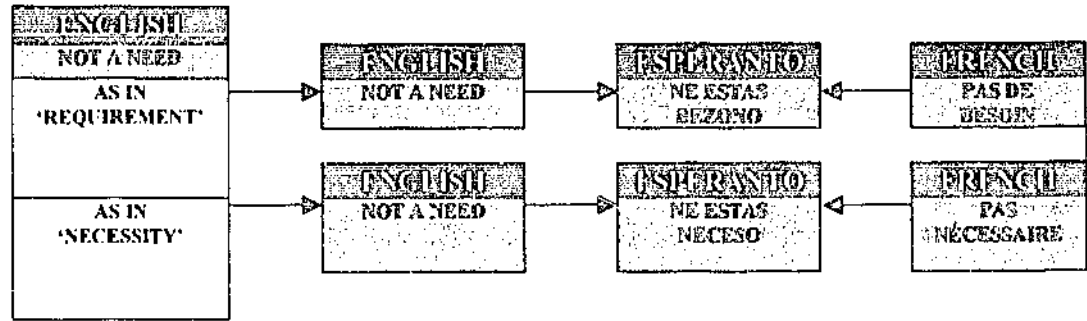 ENGLISH
NOT A NEED
AS IN
‘REQUIREMENT’
AS IN
‘NECESSITY’
ENGLISH
NOT A NEED
ESPERANTO
NE ESTAS
BEZONO
FRENCH
PAS DE
BESOIN
ENGLISH
NOT A NEED
ESPERANTO
NE ESTAS
NECESO
FRENCH
PAS
NÉCESSAIRE